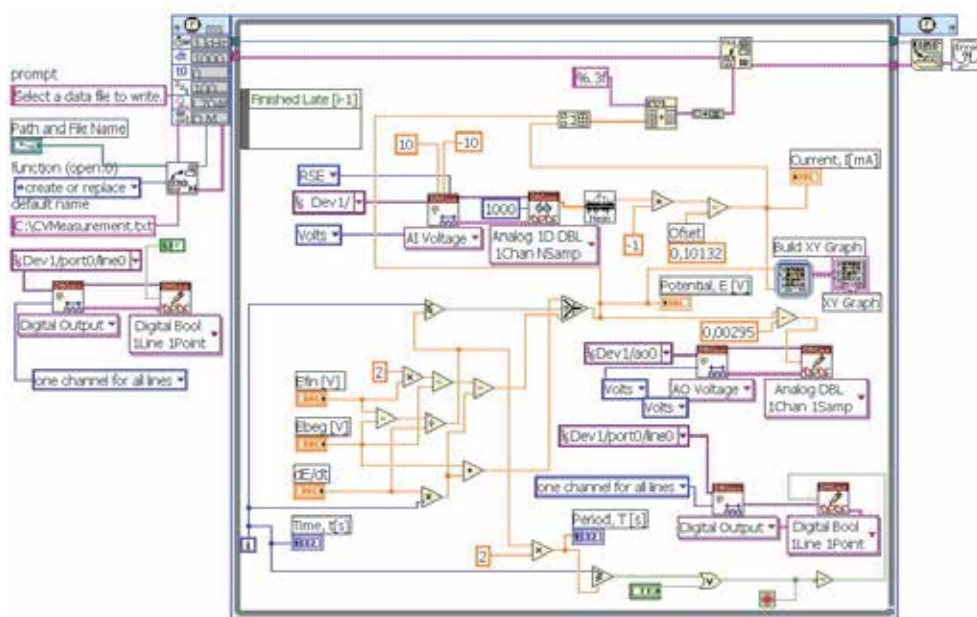 prompt
Select a data file to write.
Path and File Name
function (open:0)
create or replace
default name
C:\CVMeasurement.txt
Dev1/port0/line0
Digital Output
Digital Bool
1Line 1Point
one channel for all lines
Finished Late [i-1]
%.3f
10
-10
RSE
Dev1/
Volts
AI Voltage
1000
Analog 1D DBL
1Chan NSamp
Mean
-1
Ofset
0,10132
Current, I[mA]
Build XY Graph
XY Graph
Potential, E [V]
0,00295
Dev1/ao0
Volts
Volts
AO Voltage
Analog DBL
1Chan 1Samp
2
Efin [V]
Ebeg [V]
dE/dt
Time, t[s]
i
2
Period, T [s]
Dev1/port0/line0
one channel for all lines
Digital Output
Digital Bool
1Line 1Point